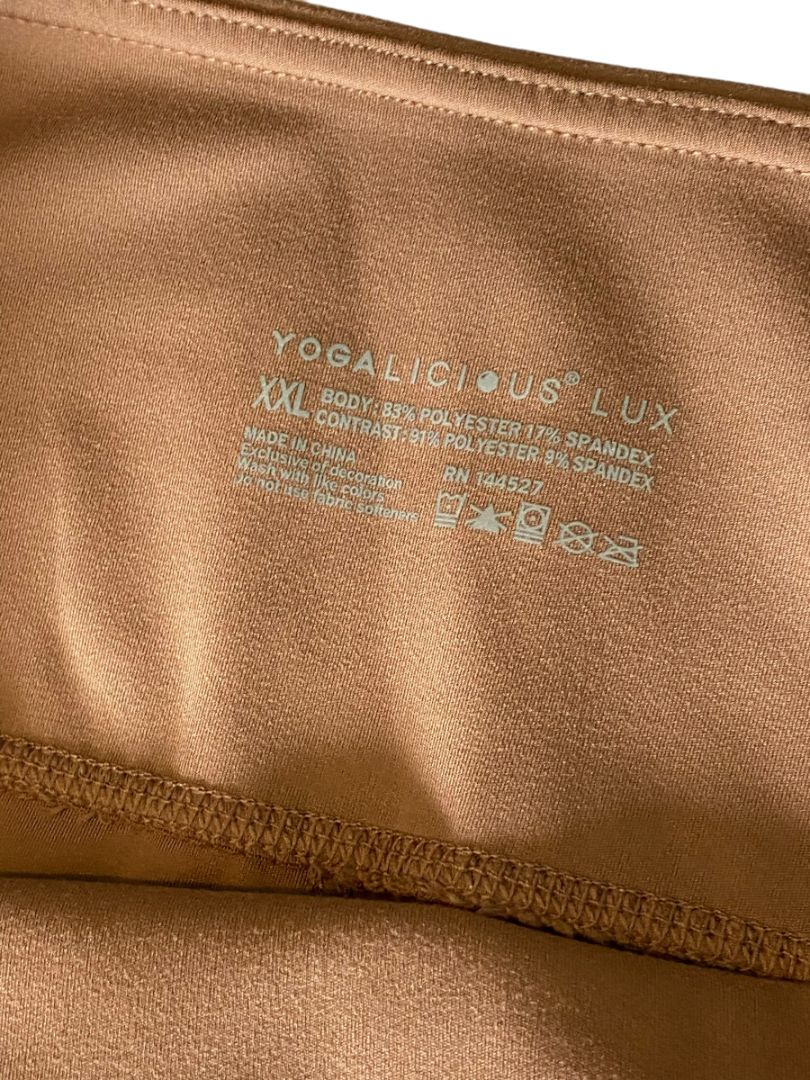 YOGALICIOUS® LUX
XXL BODY: 83% POLYESTER 17% SPANDEX
CONTRAST: 91% POLYESTER 9% SPANDEX
MADE IN CHINA RN 144527
Exclusive of decoration
Wash with like colors
Do not use fabric softeners